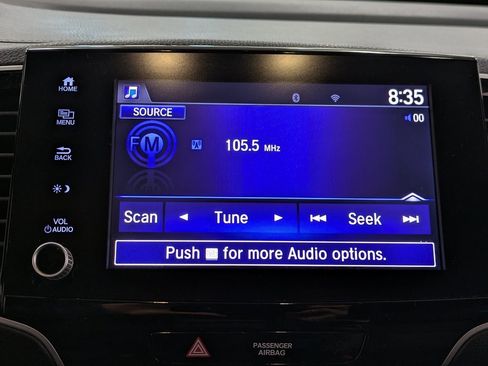 HOME
MENU
BACK
VOL
AUDIO
8:35
SOURCE
00
FM
105.5 MHz
Scan
Tune
Seek
Push for more Audio options.
PASSENGER
AIRBAG